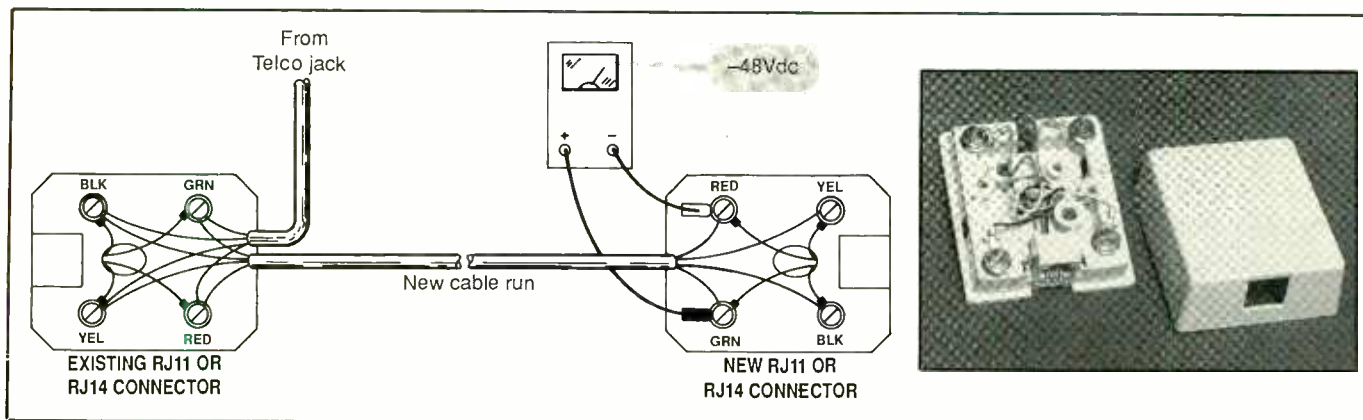 From
Telco jack
–48Vdc
+ –
BLK GRN
RED YEL
New cable run
YEL RED
GRN BLK
EXISTING RJ11 OR
RJ14 CONNECTOR
NEW RJ11 OR
RJ14 CONNECTOR